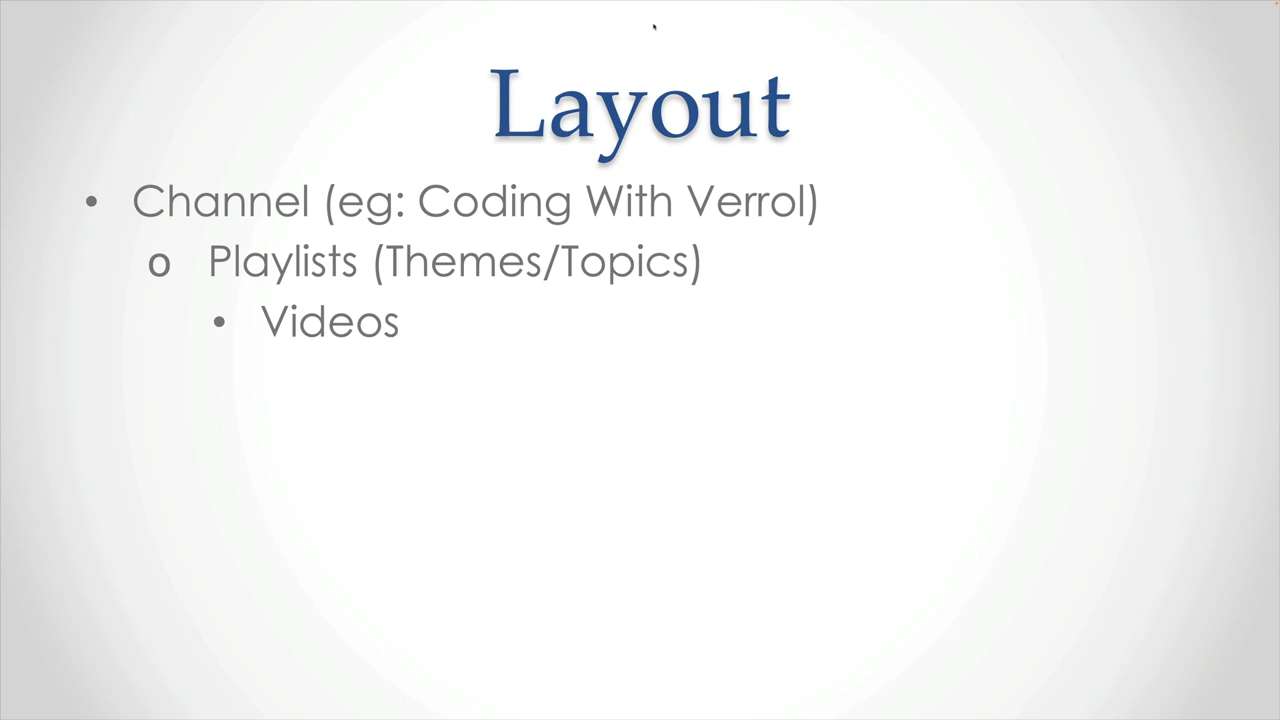 Layout
• Channel (eg: Coding With Verrol)
o Playlists (Themes/Topics)
• Videos